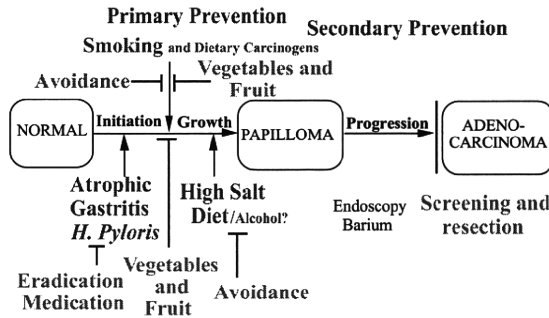 Primary Prevention
Secondary Prevention
Smoking and Dietary Carcinogens
Avoidance
Vegetables and
Fruit
NORMAL
Initiation
Growth
PAPILLOMA
Progression
ADENO-
CARCINOMA
Atrophic
Gastritis
H. Pyloris
High Salt
Diet/Alcohol?
Endoscopy
Barium
Screening and
resection
Eradication
Medication
Vegetables
and
Fruit
Avoidance